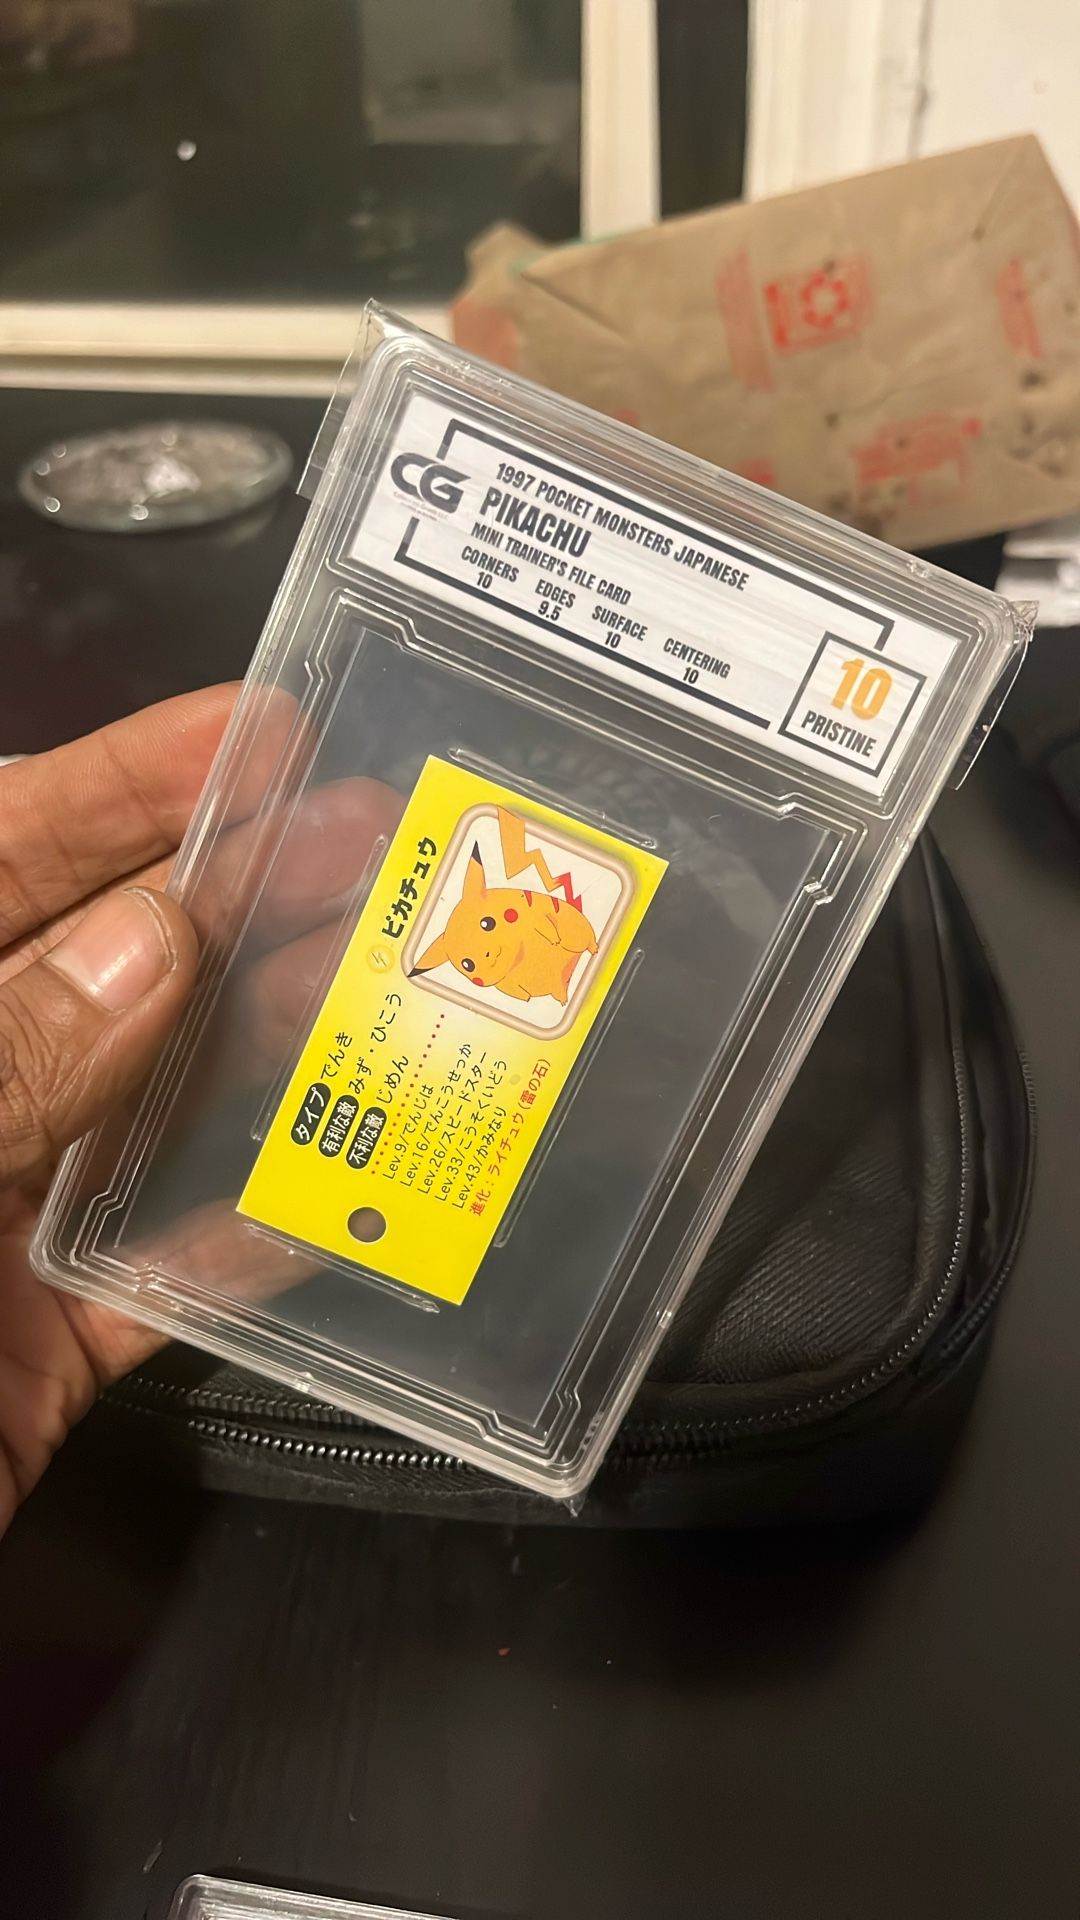 CG
1997 POCKET MONSTERS JAPANESE
PIKACHU
MINI TRAINER'S FILE CARD
CORNERS EDGES SURFACE CENTERING
10 9.5 10 10
10
PRISTINE
ピカチュウ
タイプ でんき
有利な敵 みず・ひこう
不利な敵 じめん
Lev.9/でんじは
Lev.16/でんこうせっか
Lev.26/スピードスター
Lev.33/こうそくいどう
Lev.43/かみなり
進化：ライチュウ(雷の石)